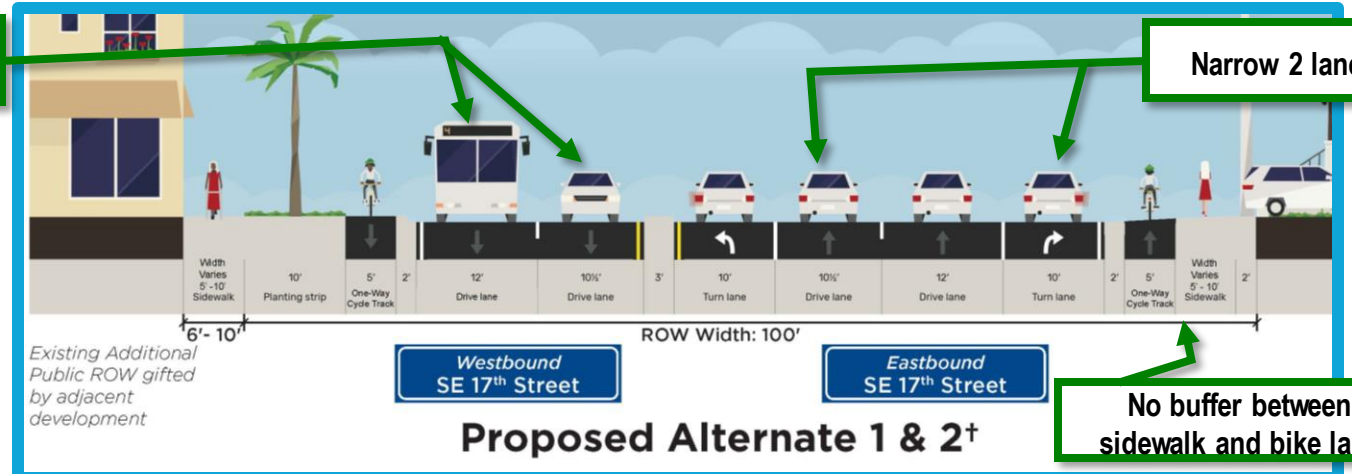 Narrow 2 lan
4
Width
Varies
5' -10'
Sidewalk
10'
Planting strip
5'
One-Way
Cycle Track
2'
12'
Drive lane
10½'
Drive lane
3'
10'
Turn lane
10½'
Drive lane
12'
Drive lane
10'
Turn lane
2'
5'
One-Way
Cycle Track
Width
Varies
5' - 10'
Sidewalk
2'
6'- 10'
ROW Width: 100'
Existing Additional
Public ROW gifted
by adjacent
development
Westbound
SE 17th Street
Eastbound
SE 17th Street
No buffer between
sidewalk and bike la
Proposed Alternate 1 & 2†